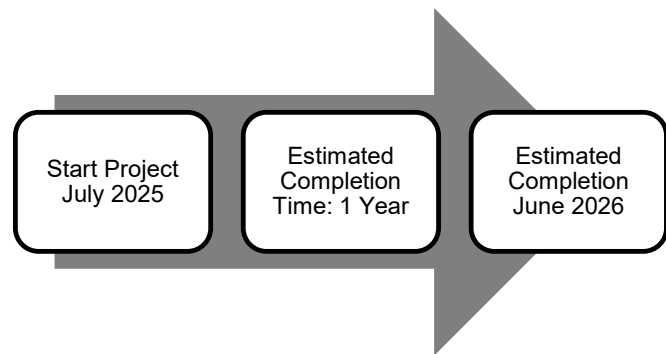 Start Project
July 2025
Estimated
Completion
Time: 1 Year
Estimated
Completion
June 2026